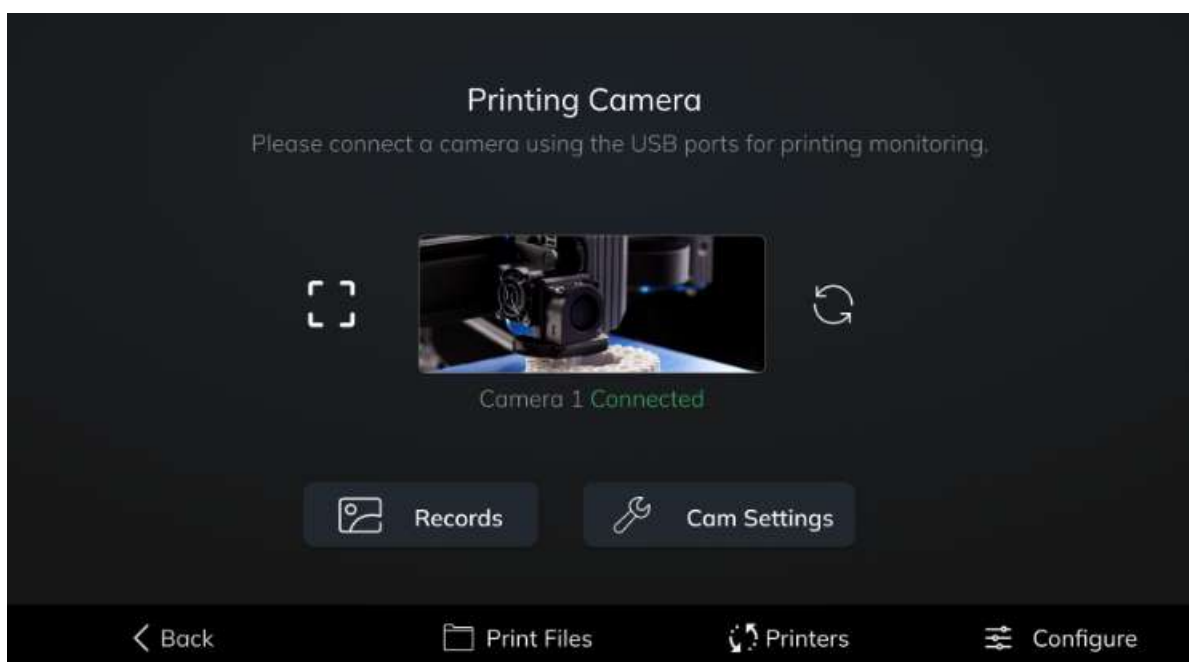 Printing Camera
Please connect a camera using the USB ports for printing monitoring.
Camera 1 Connected
Records
Cam Settings
Back
Print Files
Printers
Configure